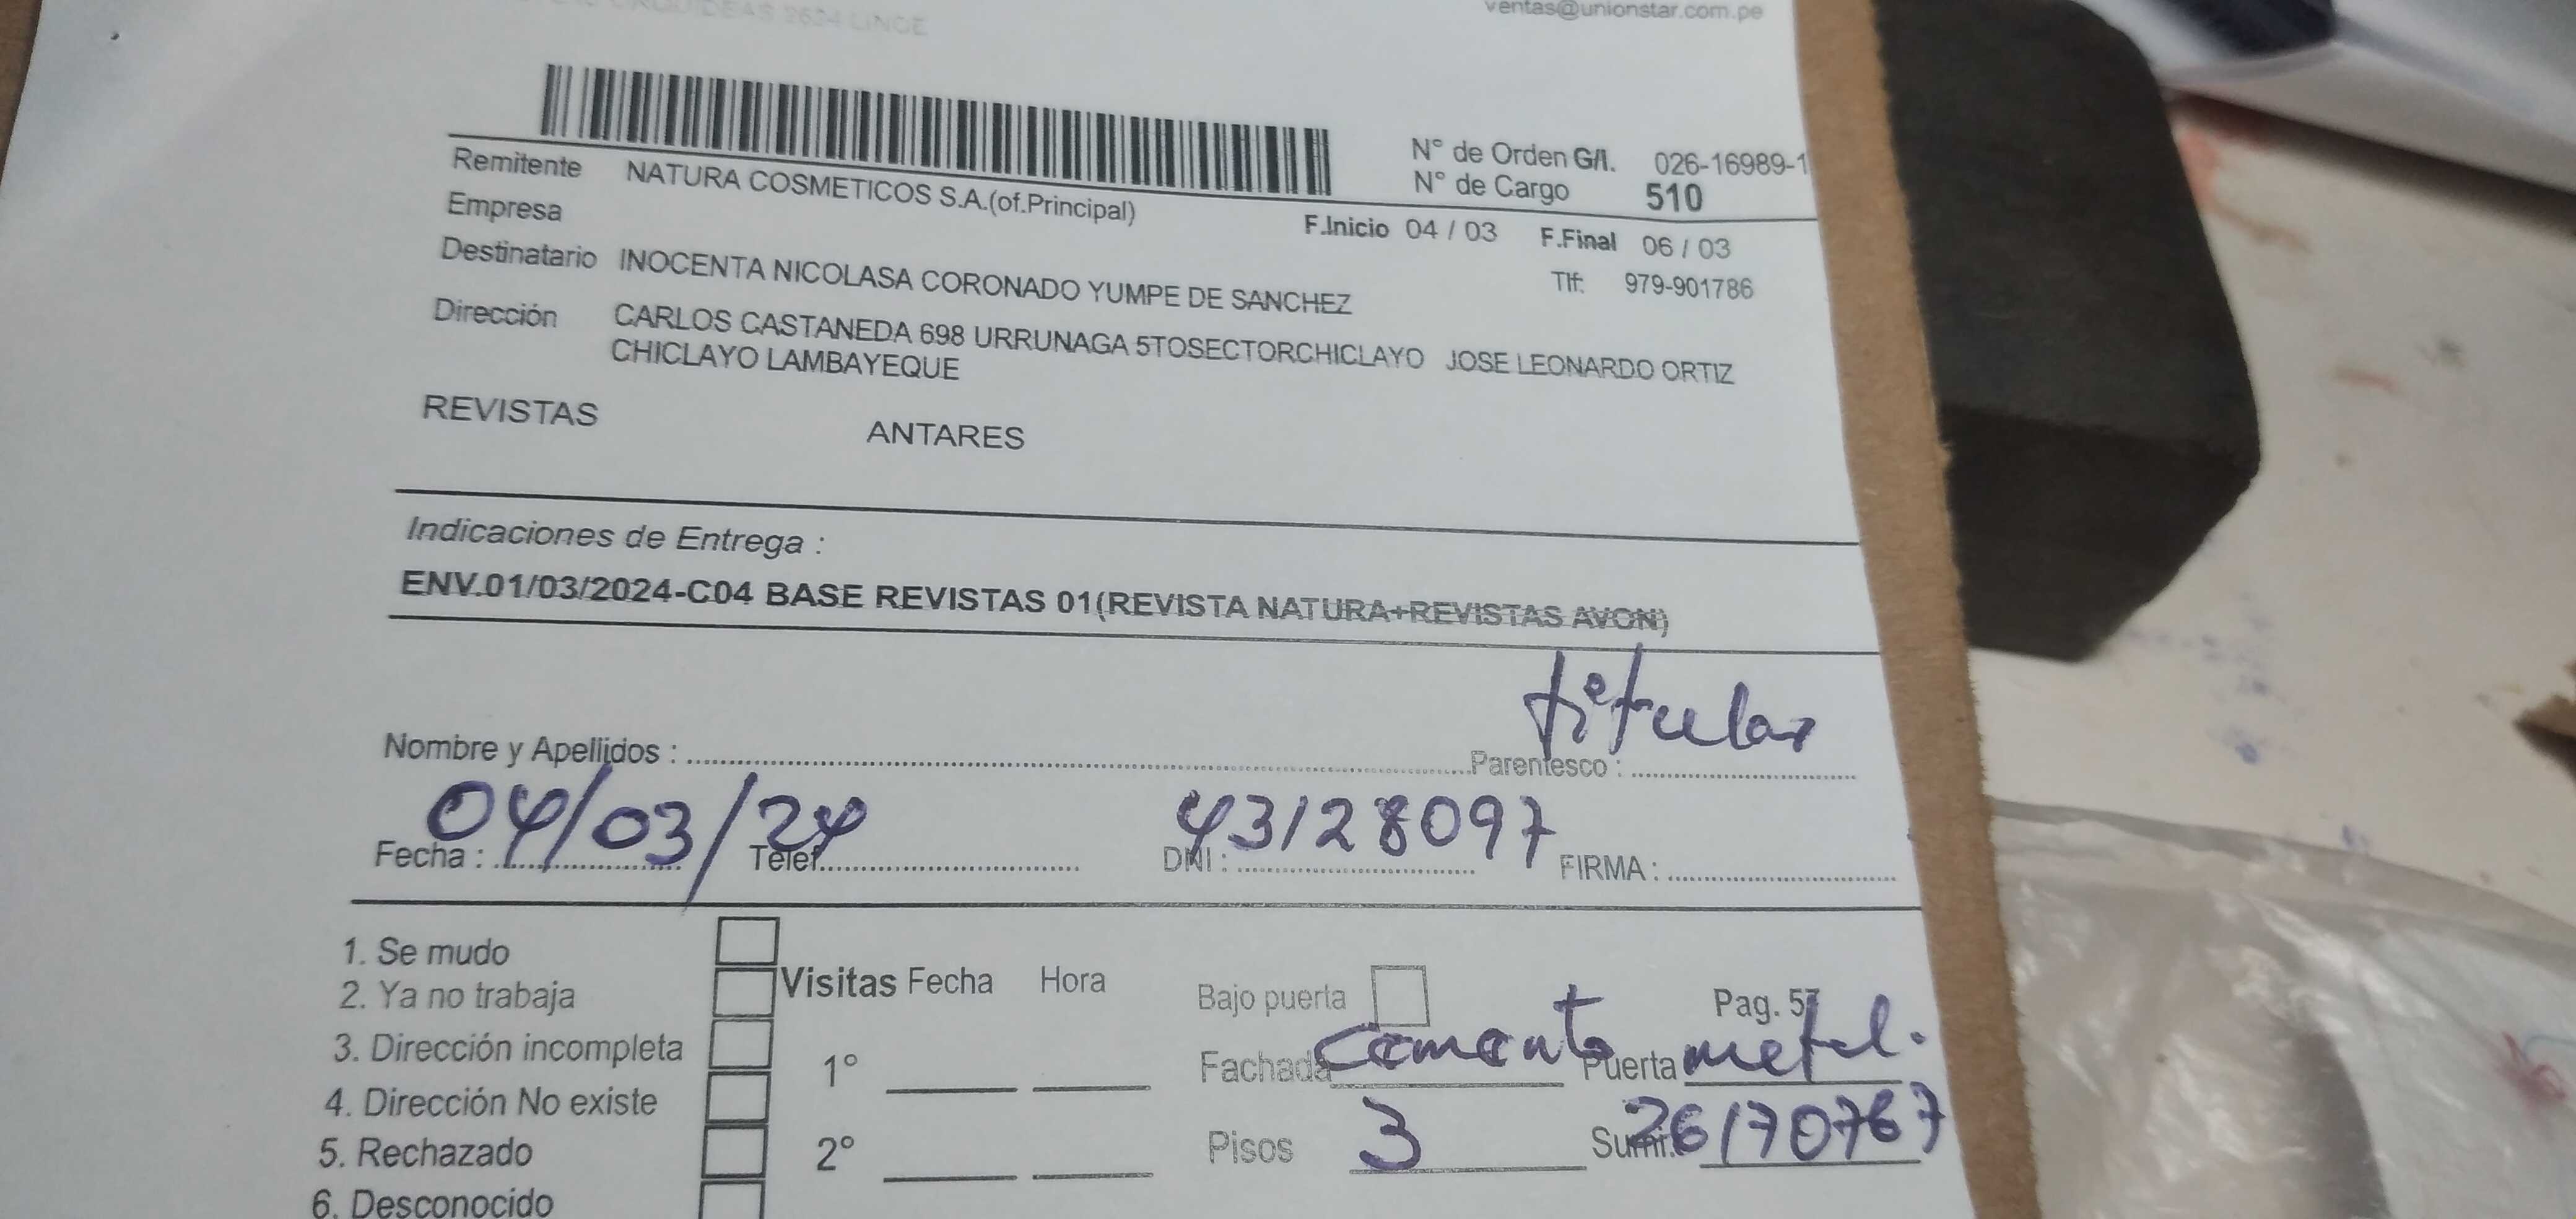 ventas@unionstar.com.pe
2634 LINCE
N° de Orden G/I. 026-16989-1
N° de Cargo 510
Remitente NATURA COSMETICOS S.A.(of.Principal)
Empresa F.Inicio 04 / 03 F.Final 06 / 03
Destinatario INOCENTA NICOLASA CORONADO YUMPE DE SANCHEZ Tlf: 979-901786
Dirección CARLOS CASTANEDA 698 URRUNAGA 5TOSECTORCHICLAYO JOSE LEONARDO ORTIZ
CHICLAYO LAMBAYEQUE
REVISTAS ANTARES
Indicaciones de Entrega :
ENV.01/03/2024-C04 BASE REVISTAS 01(REVISTA NATURA+REVISTAS AVON)
Nombre y Apellidos : Parentesco : titular
Fecha : 04/03/24 Telef. DNI : 43128097 FIRMA :
1. Se mudo
2. Ya no trabaja Visitas Fecha Hora Bajo puerta Pag. 57
3. Dirección incompleta 1° Fachada cemento Puerta metal.
4. Dirección No existe
5. Rechazado 2° Pisos 3 Sumi. 26170767
6. Desconocido